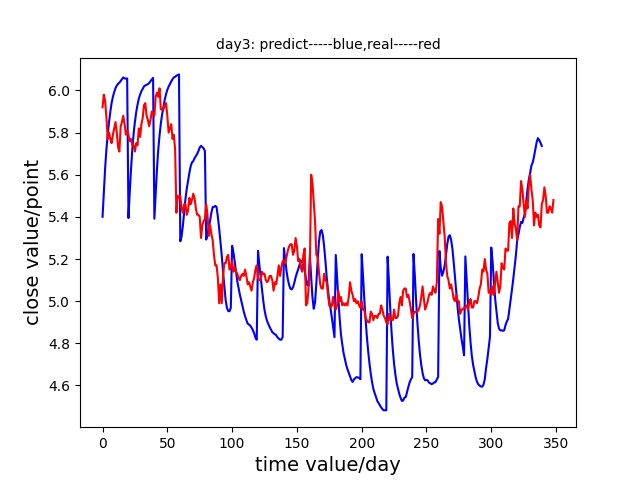 day3: predict-----blue,real-----red
6.0
5.8
5.6
5.4
5.2
5.0
4.8
4.6
close value/point
0 50 100 150 200 250 300 350
time value/day